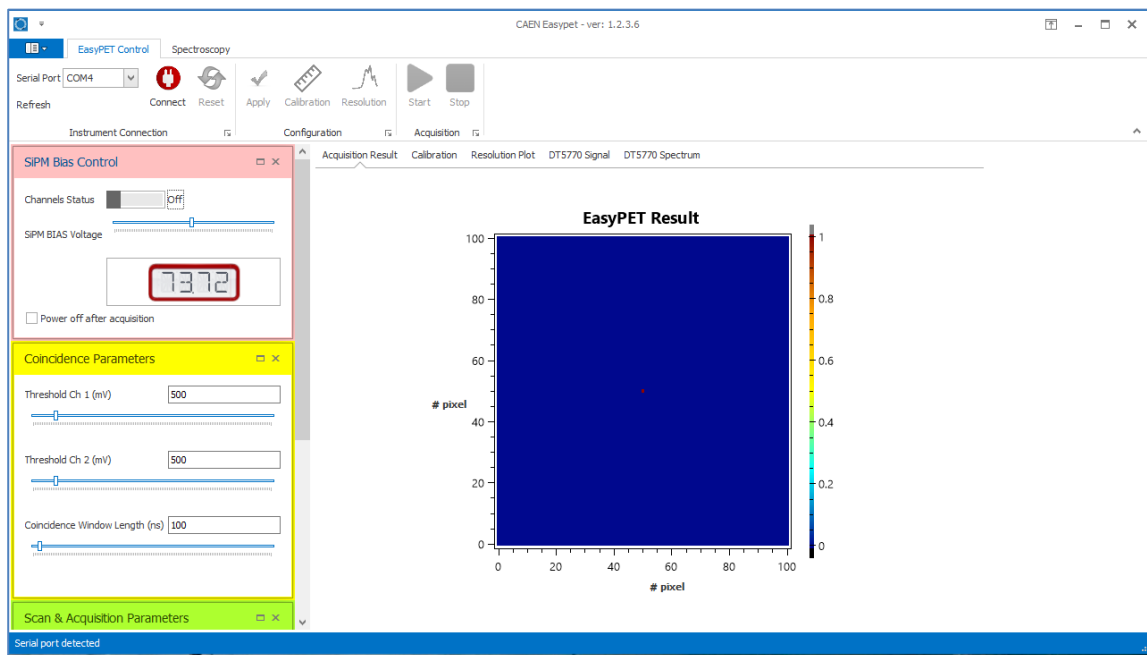 CAEN Easypet - ver: 1.2.3.6
EasyPET Control Spectroscopy
Serial Port COM4
Refresh
Connect Reset Apply Calibration Resolution Start Stop
Instrument Connection Configuration Acquisition
SiPM Bias Control
Channels Status Off
SiPM BIAS Voltage
73.72
Power off after acquisition
Coincidence Parameters
Threshold Ch 1 (mV) 500
Threshold Ch 2 (mV) 500
Coincidence Window Length (ns) 100
Scan & Acquisition Parameters
Acquisition Result Calibration Resolution Plot DT5770 Signal DT5770 Spectrum
EasyPET Result
100
80
60
# pixel
40
20
0
0 20 40 60 80 100
# pixel
1
0.8
0.6
0.4
0.2
0
Serial port detected